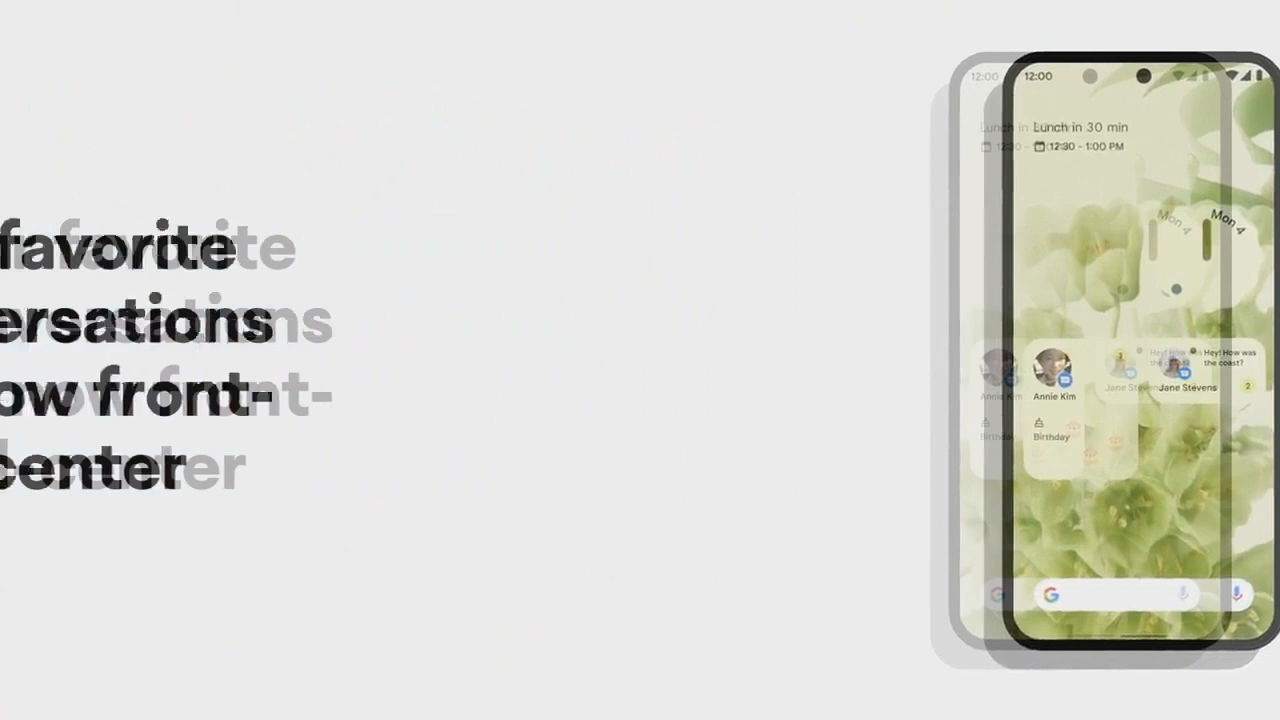 favorite
ersations
ow front-
center
12:00
Lunch in 30 min
12:30 - 1:00 PM
Mon 4
Annie Kim
Birthday
Hey! How was
the coast?
Jane Stevens
2
G